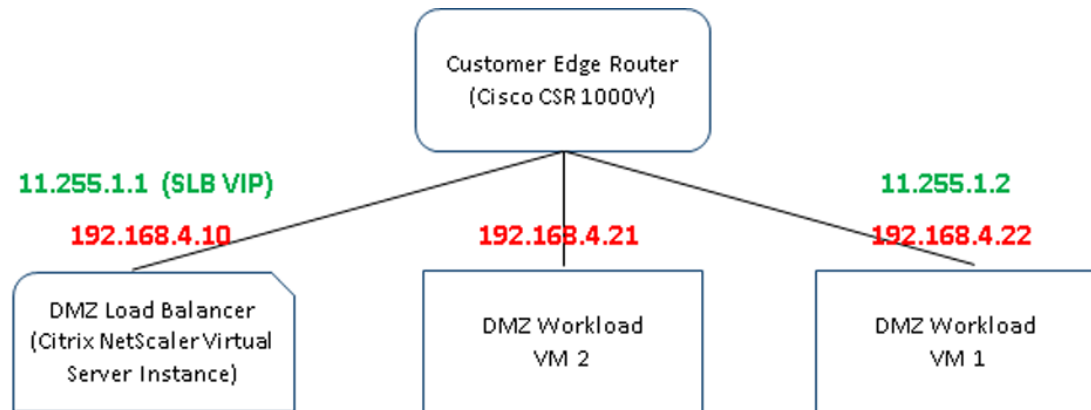 Customer Edge Router
(Cisco CSR 1000V)
11.255.1.1 (SLB VIP)
11.255.1.2
192.168.4.10
192.168.4.21
192.168.4.22
DMZ Load Balancer
(Citrix NetScaler Virtual
Server Instance)
DMZ Workload
VM 2
DMZ Workload
VM 1